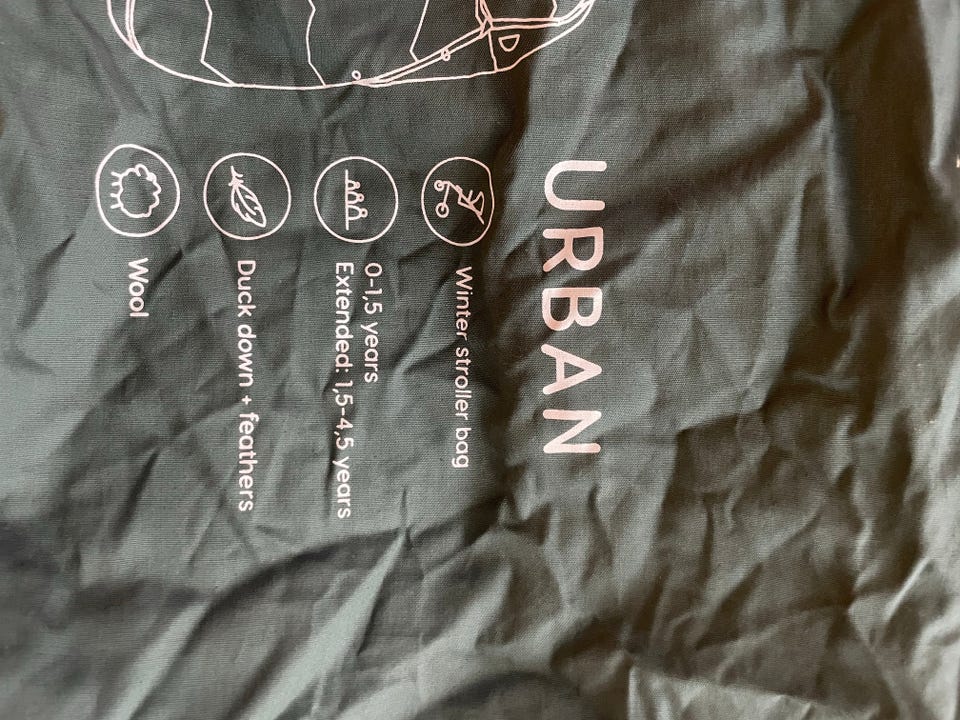 URBAN
Winter stroller bag
0-1,5 years
Extended: 1,5-4,5 years
Duck down + feathers
Wool